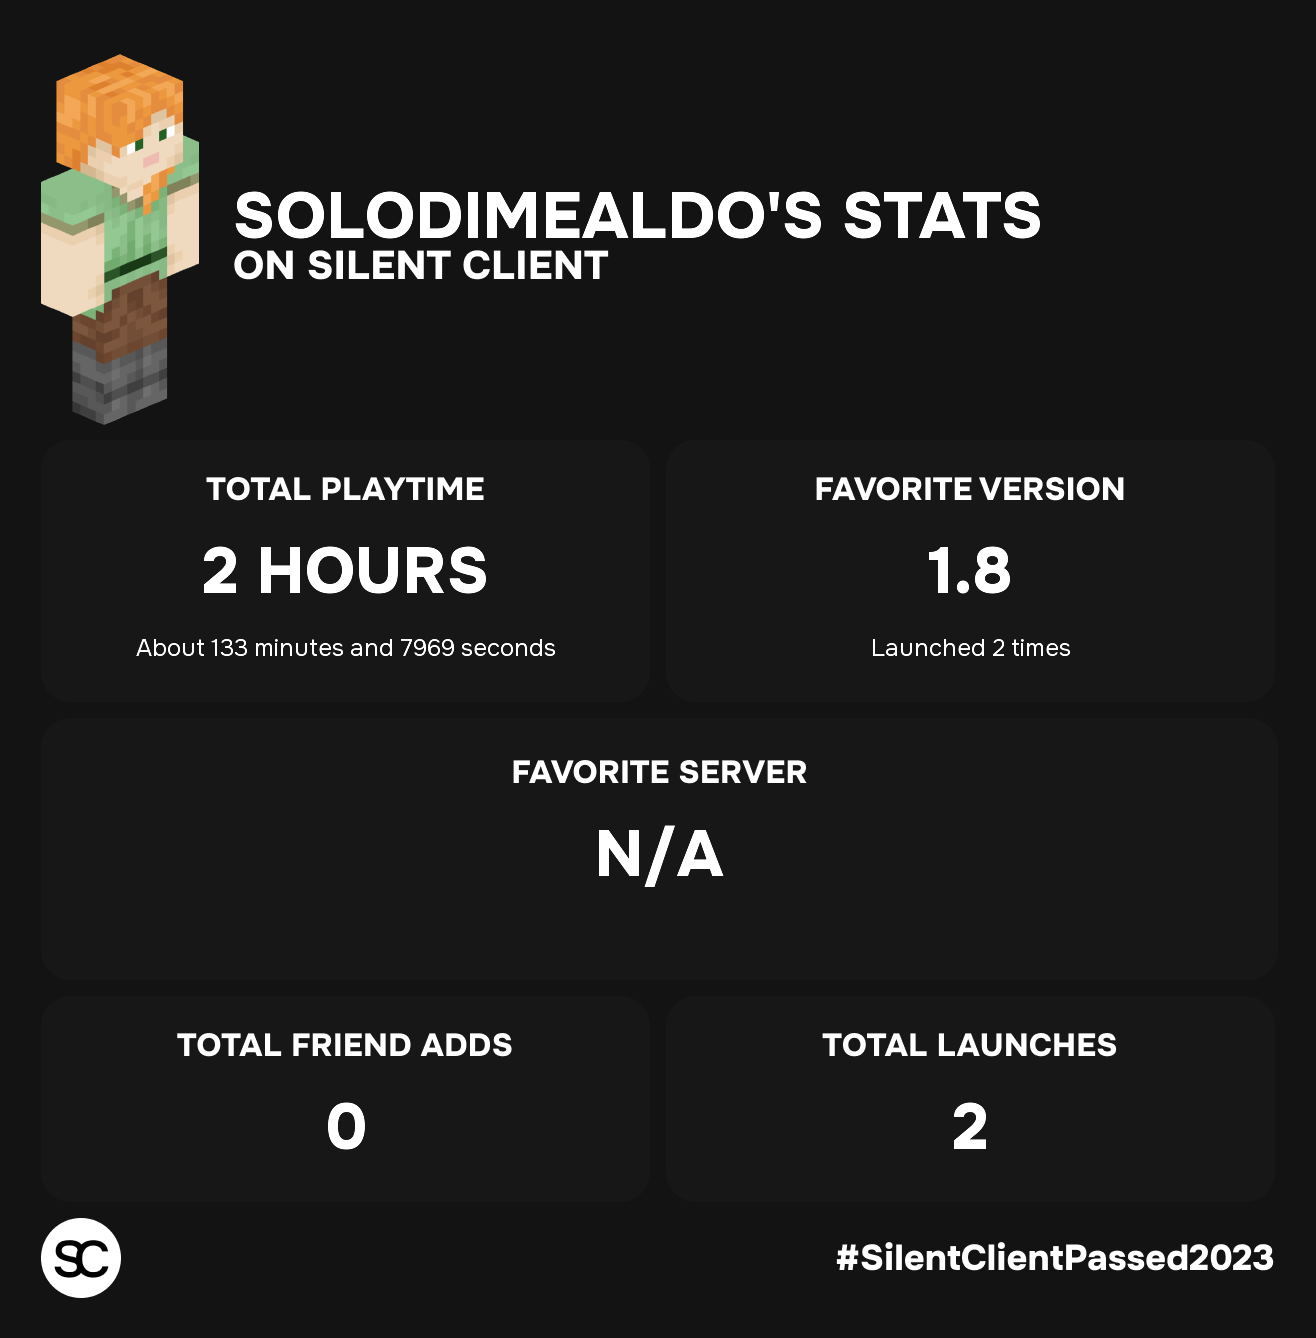 SOLODIMEALDO'S STATS
ON SILENT CLIENT
TOTAL PLAYTIME
2 HOURS
About 133 minutes and 7969 seconds
FAVORITE VERSION
1.8
Launched 2 times
FAVORITE SERVER
N/A
TOTAL FRIEND ADDS
0
TOTAL LAUNCHES
2
SC
#SilentClientPassed2023